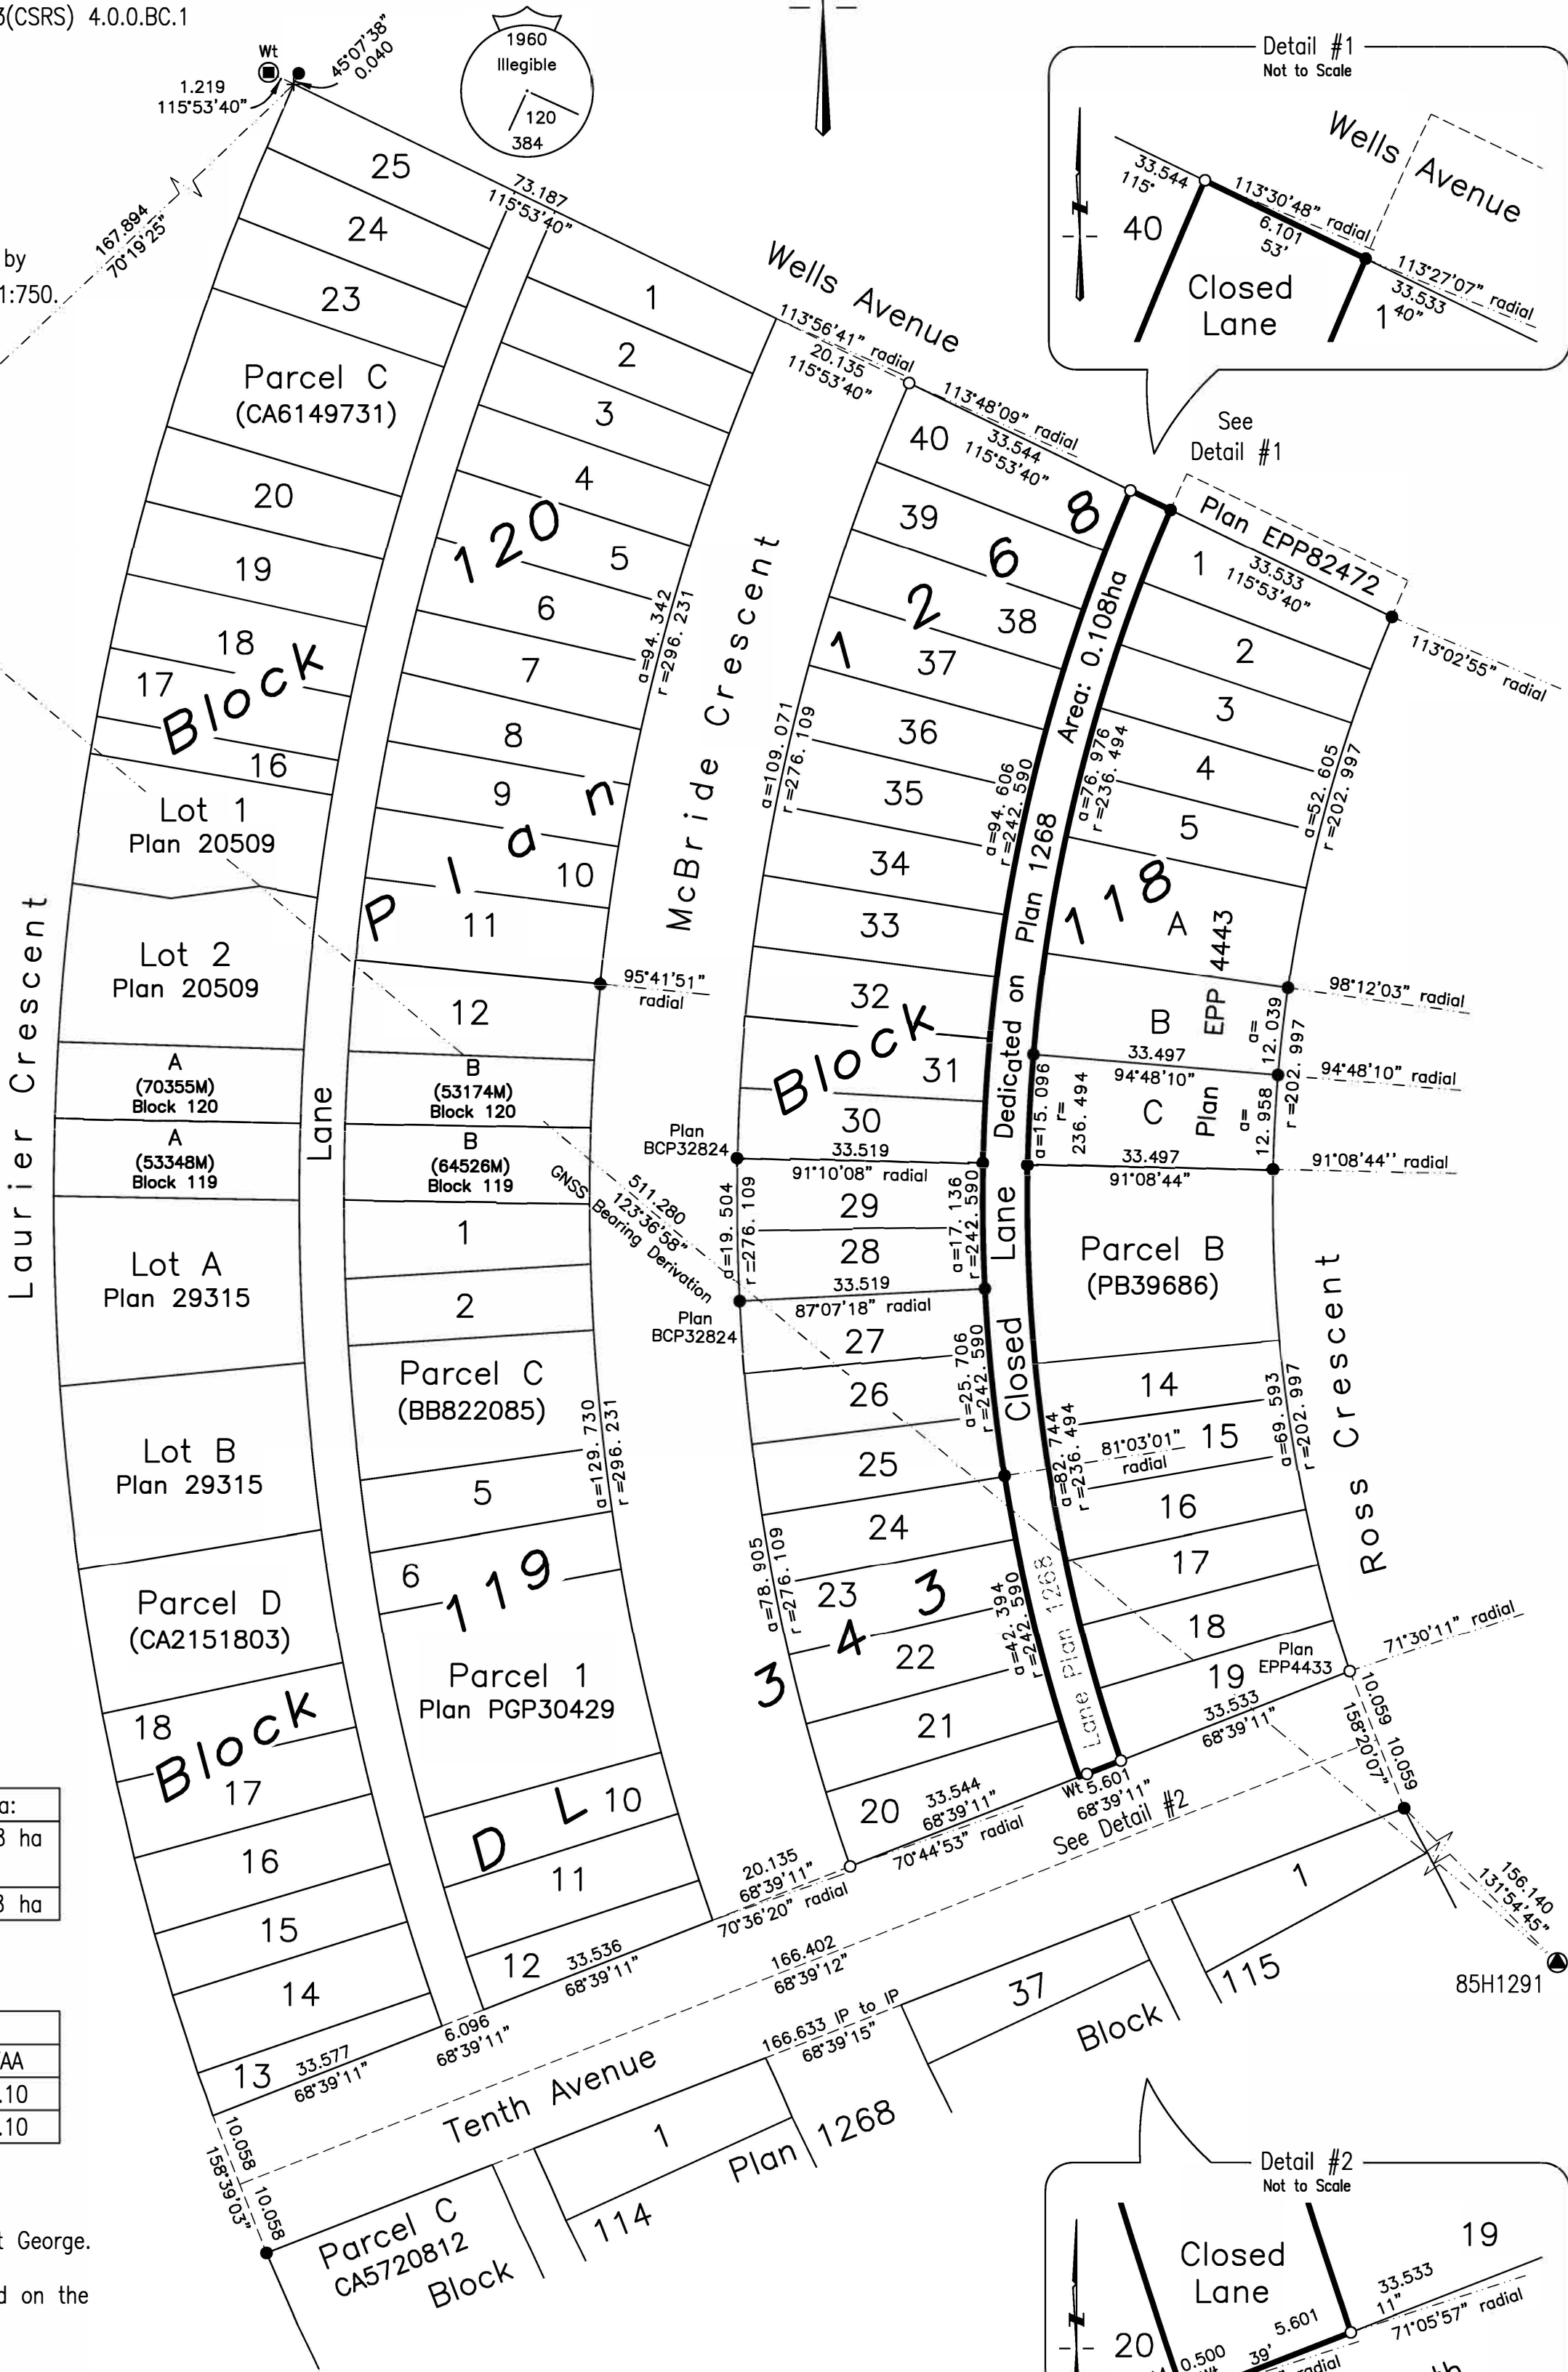 3(CSRS) 4.0.0.BC.1
Wt
45°07'38"
0.040
1.219
115°53'40"
1960
Illegible
120
384
167.894
70°19'25"
by
1:750.
73.187
115°53'40"
Detail #1
Not to Scale
Wells Avenue
33.544
115°
113°30'48" radial
6.101
53'
40
Closed
Lane
113°27'07" radial
33.533
40"
1
See
Detail #1
Wells Avenue
113°56'41" radial
20.135
115°53'40"
113°48'09" radial
33.544
115°53'40"
Plan EPP82472
33.533
115°53'40"
113°02'55" radial
25
24
23
Parcel C
(CA6149731)
20
19
18
17
Block
16
Lot 1
Plan 20509
Lot 2
Plan 20509
A
(70355M)
Block 120
A
(53348M)
Block 119
Lot A
Plan 29315
Lot B
Plan 29315
Parcel D
(CA2151803)
18
Block
17
16
15
14
13
33.577
68°39'11"
Laurier Crescent
Lane
1
2
3
4
120
5
6
7
8
9
Plan
10
11
12
B
(53174M)
Block 120
B
(64526M)
Block 119
1
2
Parcel C
(BB822085)
5
6
119
Parcel 1
Plan PGP30429
D L
10
11
12
33.536
68°39'11"
6.096
68°39'11"
a=94.342
r=296.231
95°41'51"
radial
a=129.730
r=296.231
McBride Crescent
GNSS Bearing Derivation
511.280
123°36'58"
Plan
BCP32824
Plan
BCP32824
a=109.071
r=276.109
a=19.504
r=276.109
a=78.905
r=276.109
40
39
1268
38
37
36
35
34
33
32
Block
31
30
33.519
91°10'08" radial
29
28
33.519
87°07'18" radial
27
26
25
24
23
343
22
21
20
33.544
68°39'11"
70°44'53" radial
20.135
68°39'11"
70°36'20" radial
a=94.606
r=242.590
a=17.136
r=242.590
a=25.706
r=242.590
a=42.394
r=242.590
Closed Lane Dedicated on Plan 1268 Area: 0.108ha
Lane Plan 1268
a=76.976
r=236.494
a=15.096
r=
236.494
a=82.744
r=236.494
1
2
3
4
5
118
A
Plan EPP 4443
B
33.497
94°48'10"
C
33.497
91°08'44"
Parcel B
(PB39686)
14
15
81°03'01"
radial
16
17
18
19
Plan
EPP4433
33.533
68°39'11"
a=52.605
r=202.997
98°12'03" radial
a=
12.039
r=202.997
94°48'10" radial
a=
12.958
91°08'44'' radial
a=69.593
r=202.997
Ross Crescent
71°30'11" radial
10.059 10.059
158°20'07"
Wt 5.601
68°39'11"
See Detail #2
166.402
68°39'12"
166.633 IP to IP
68°39'15"
Tenth Avenue
156.140
131°54'45"
85H1291
1
115
37
Block
1
114
Plan 1268
Parcel C
CA5720812
Block
10.058
158°39'03"
10.058
a:
3 ha
3 ha
AA
.10
.10
t George.
d on the
Detail #2
Not to Scale
Closed
Lane
19
33.533
11"
71°05'57" radial
5.601
39'
20
0.500
Wt
radial